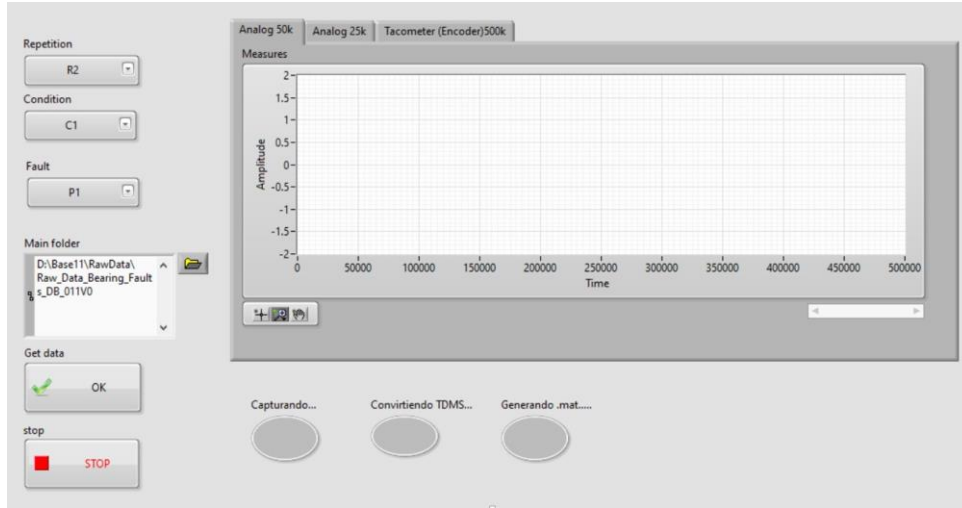 Repetition
R2
Condition
C1
Fault
P1
Main folder
D:\Base11\RawData\
Raw_Data_Bearing_Fault
s_DB_011V0
Get data
OK
stop
STOP
Analog 50k
Analog 25k
Tacometer (Encoder)500k
Measures
Amplitude
2
1.5
1
0.5
0
-0.5
-1
-1.5
-2
0
50000
100000
150000
200000
250000
300000
350000
400000
450000
500000
Time
Capturando...
Convirtiendo TDMS...
Generando .mat.....